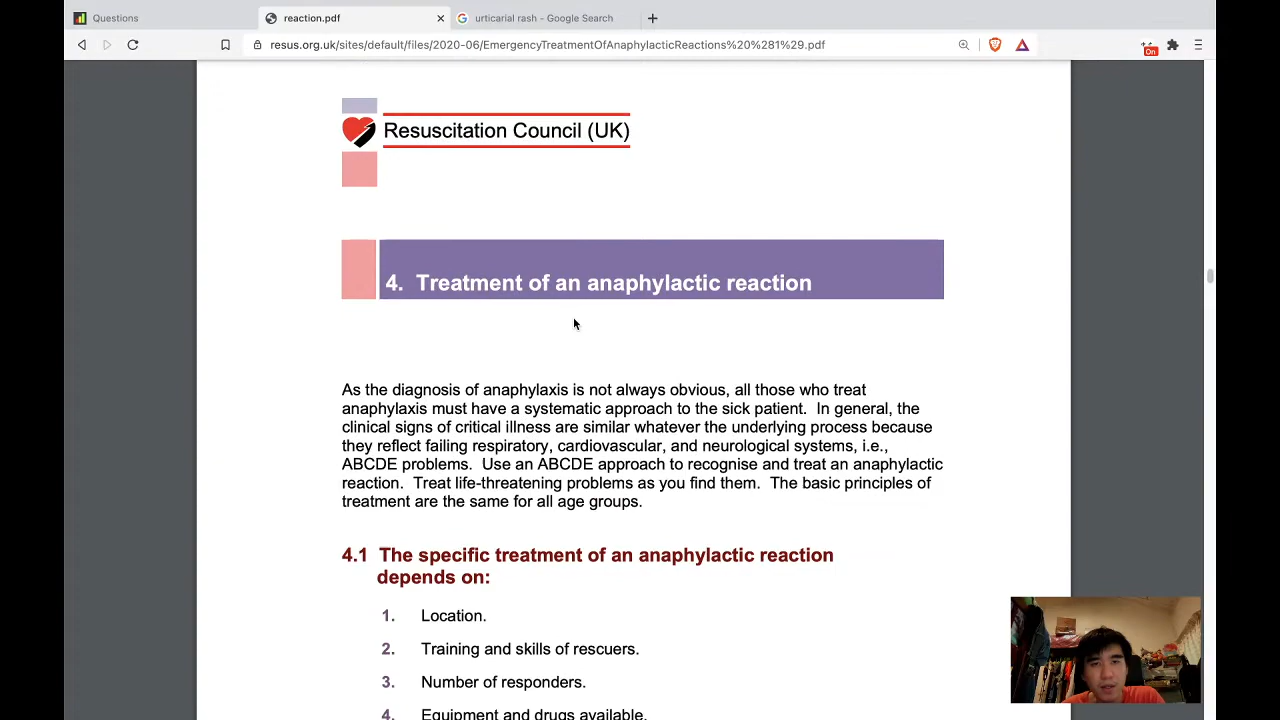 Questions
reaction.pdf
urticarial rash - Google Search
resus.org.uk/sites/default/files/2020-06/EmergencyTreatmentOfAnaphylacticReactions%20%281%29.pdf
On
Resuscitation Council (UK)
4. Treatment of an anaphylactic reaction
As the diagnosis of anaphylaxis is not always obvious, all those who treat
anaphylaxis must have a systematic approach to the sick patient. In general, the
clinical signs of critical illness are similar whatever the underlying process because
they reflect failing respiratory, cardiovascular, and neurological systems, i.e.,
ABCDE problems. Use an ABCDE approach to recognise and treat an anaphylactic
reaction. Treat life-threatening problems as you find them. The basic principles of
treatment are the same for all age groups.
4.1 The specific treatment of an anaphylactic reaction
depends on:
1. Location.
2. Training and skills of rescuers.
3. Number of responders.
4. Equipment and drugs available.